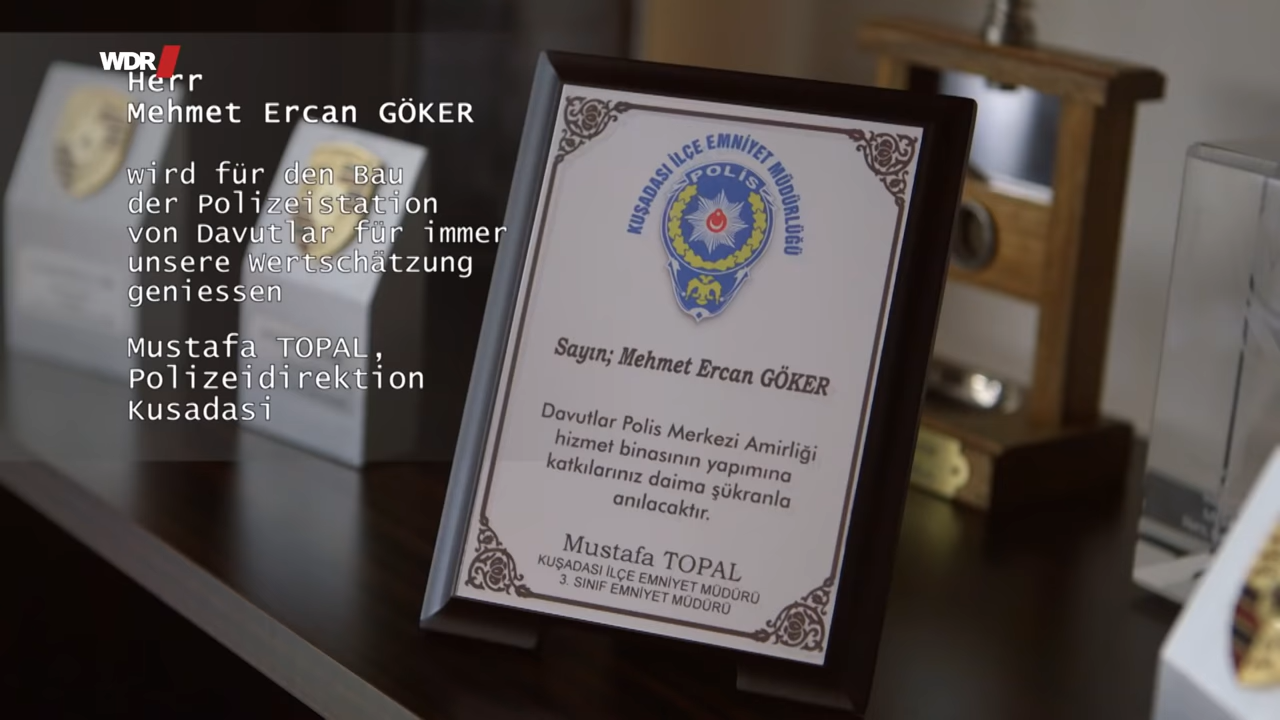 WDR
Herr
Mehmet Ercan GÖKER
wird für den Bau
der Polizeistation
von Davutlar für immer
unsere Wertschätzung
geniessen
Mustafa TOPAL,
Polizeidirektion
Kusadasi
KUŞADASI İLÇE EMNİYET MÜDÜRLÜĞÜ
POLİS
Sayın; Mehmet Ercan GÖKER
Davutlar Polis Merkezi Amirliği
hizmet binasının yapımına
katkılarınız daima şükranla
anılacaktır.
Mustafa TOPAL
KUŞADASI İLÇE EMNİYET MÜDÜRÜ
3. SINIF EMNİYET MÜDÜRÜ